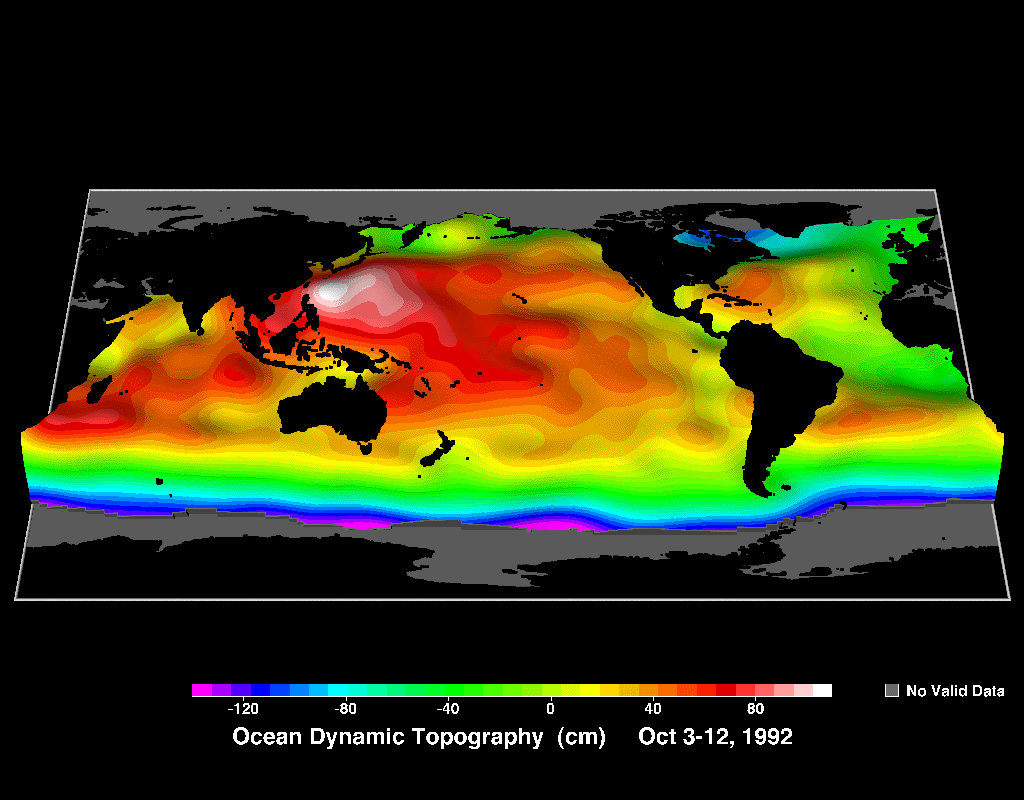 -120 -80 -40 0 40 80
No Valid Data
Ocean Dynamic Topography (cm) Oct 3-12, 1992